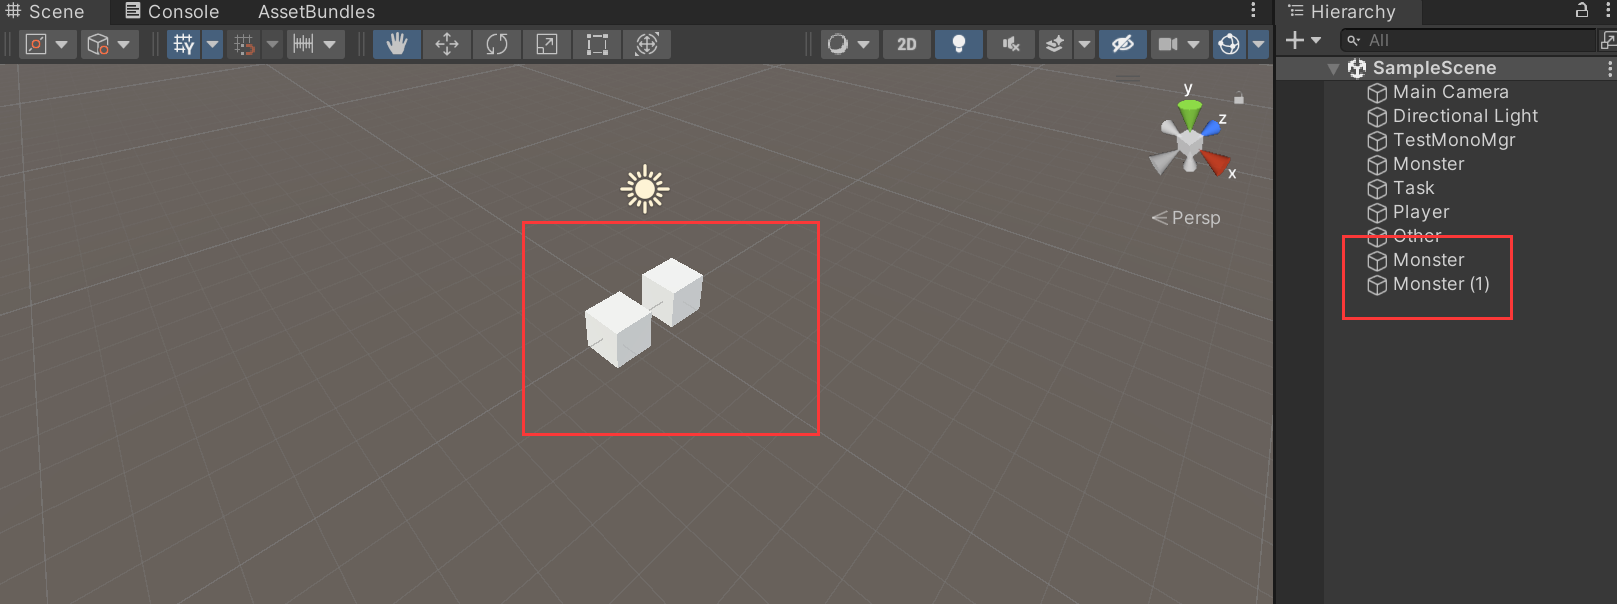 Scene Console AssetBundles
2D
y
z
x
Persp
Hierarchy
All
SampleScene
Main Camera
Directional Light
TestMonoMgr
Monster
Task
Player
Other
Monster
Monster (1)